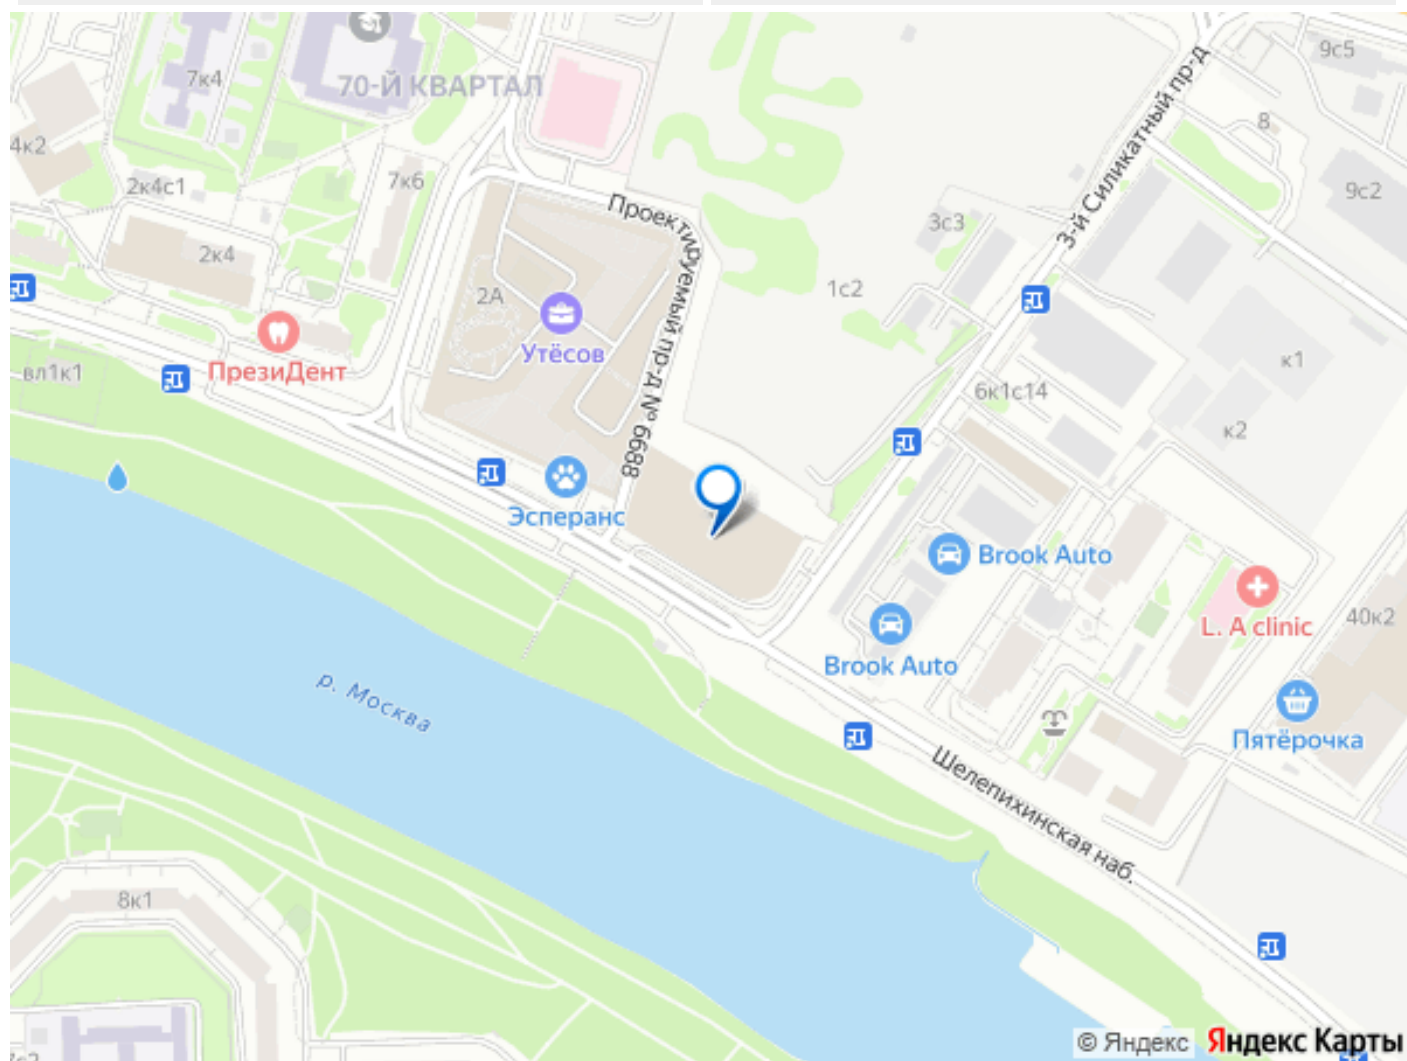 9с5
7к4
70-Й КВАРТАЛ
3-й Силикатный пр-д
8
4к2
2к4с1
7к6
9с2
Проектируемый пр-д № 6688
3с3
2к4
2А
1с2
Утёсов
ПрезиДент
вл1к1
к1
6к1с14
к2
Эсперанс
Brook Auto
L. A clinic
40к2
Brook Auto
р. Москва
Пятёрочка
Шелепихинская наб.
8к1
© Яндекс Яндекс Карты